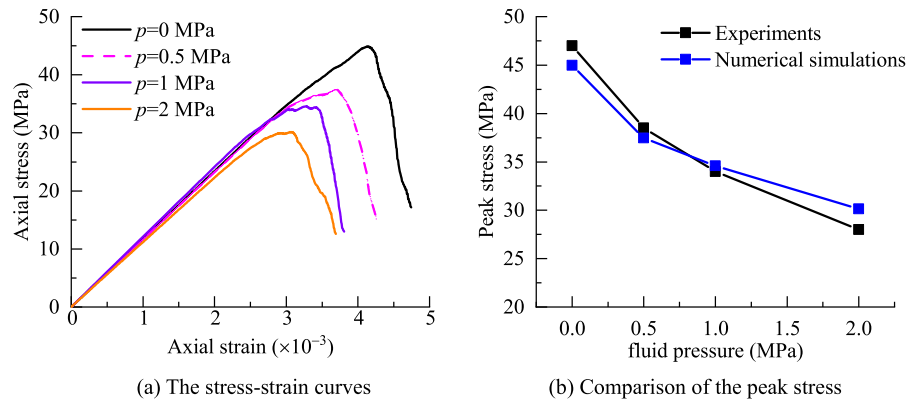 50
40
30
20
10
0
Axial stress (MPa)
p=0 MPa
p=0.5 MPa
p=1 MPa
p=2 MPa
0 1 2 3 4 5
Axial strain (×10⁻³)
(a) The stress-strain curves
50
45
40
35
30
25
20
Peak stress (MPa)
Experiments
Numerical simulations
0.0 0.5 1.0 1.5 2.0
fluid pressure (MPa)
(b) Comparison of the peak stress